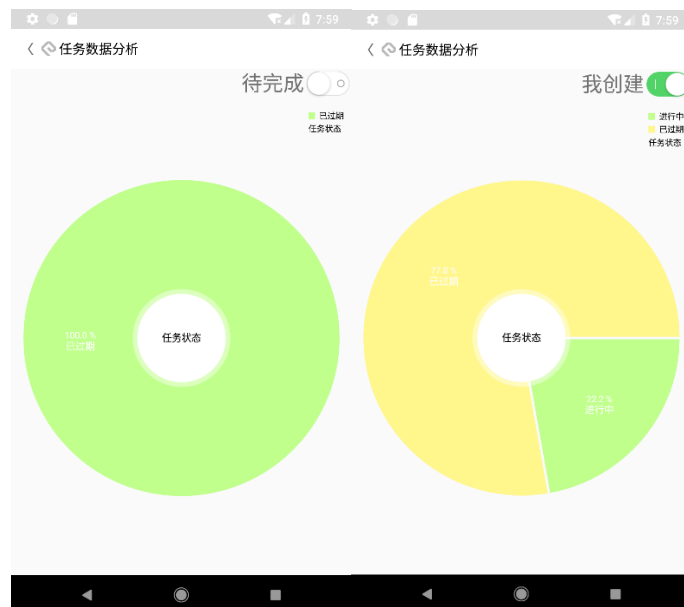 7:59
任务数据分析
待完成
已过期
任务状态
100.0 %
已过期
任务状态
7:59
任务数据分析
我创建
进行中
已过期
任务状态
77.8 %
已过期
任务状态
22.2 %
进行中